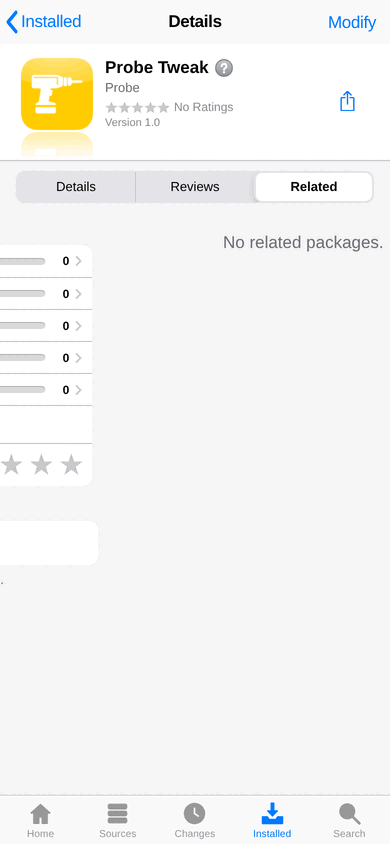 Installed
Details
Modify
Probe Tweak ?
Probe
No Ratings
Version 1.0
Details
Reviews
Related
No related packages.
0
0
0
0
0
.
Home
Sources
Changes
Installed
Search